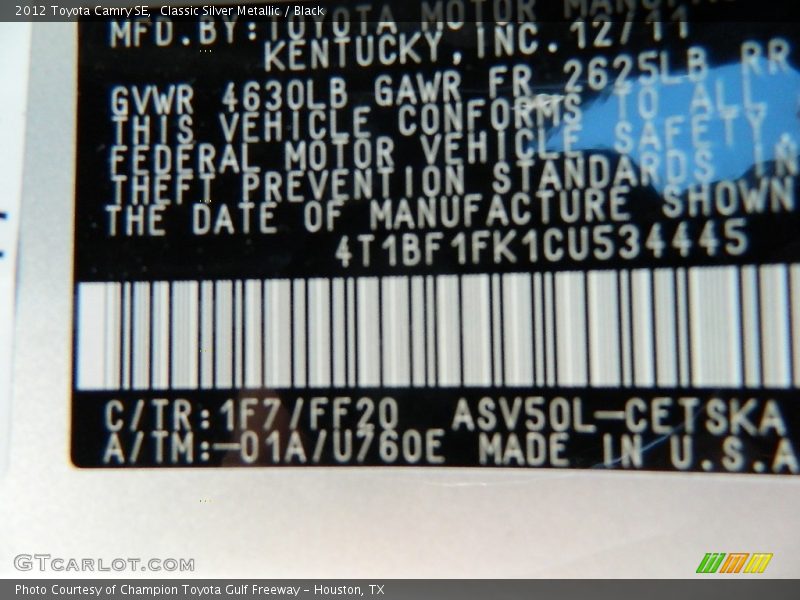 2012 Toyota Camry SE, Classic Silver Metallic / Black
MFD.BY:TOYOTA MOTOR
KENTUCKY,INC.12/11
GVWR 4630LB GAWR FR 2625LB RR
THIS VEHICLE CONFORMS TO ALL
FEDERAL MOTOR VEHICLE SAFETY,
THEFT PREVENTION STANDARDS IN
THE DATE OF MANUFACTURE SHOWN
4T1BF1FK1CU534445
C/TR:1F7/FF20 ASV50L-CETSKA
A/TM:-01A/U760E MADE IN U.S.A
GTCARLOT.COM
Photo Courtesy of Champion Toyota Gulf Freeway - Houston, TX